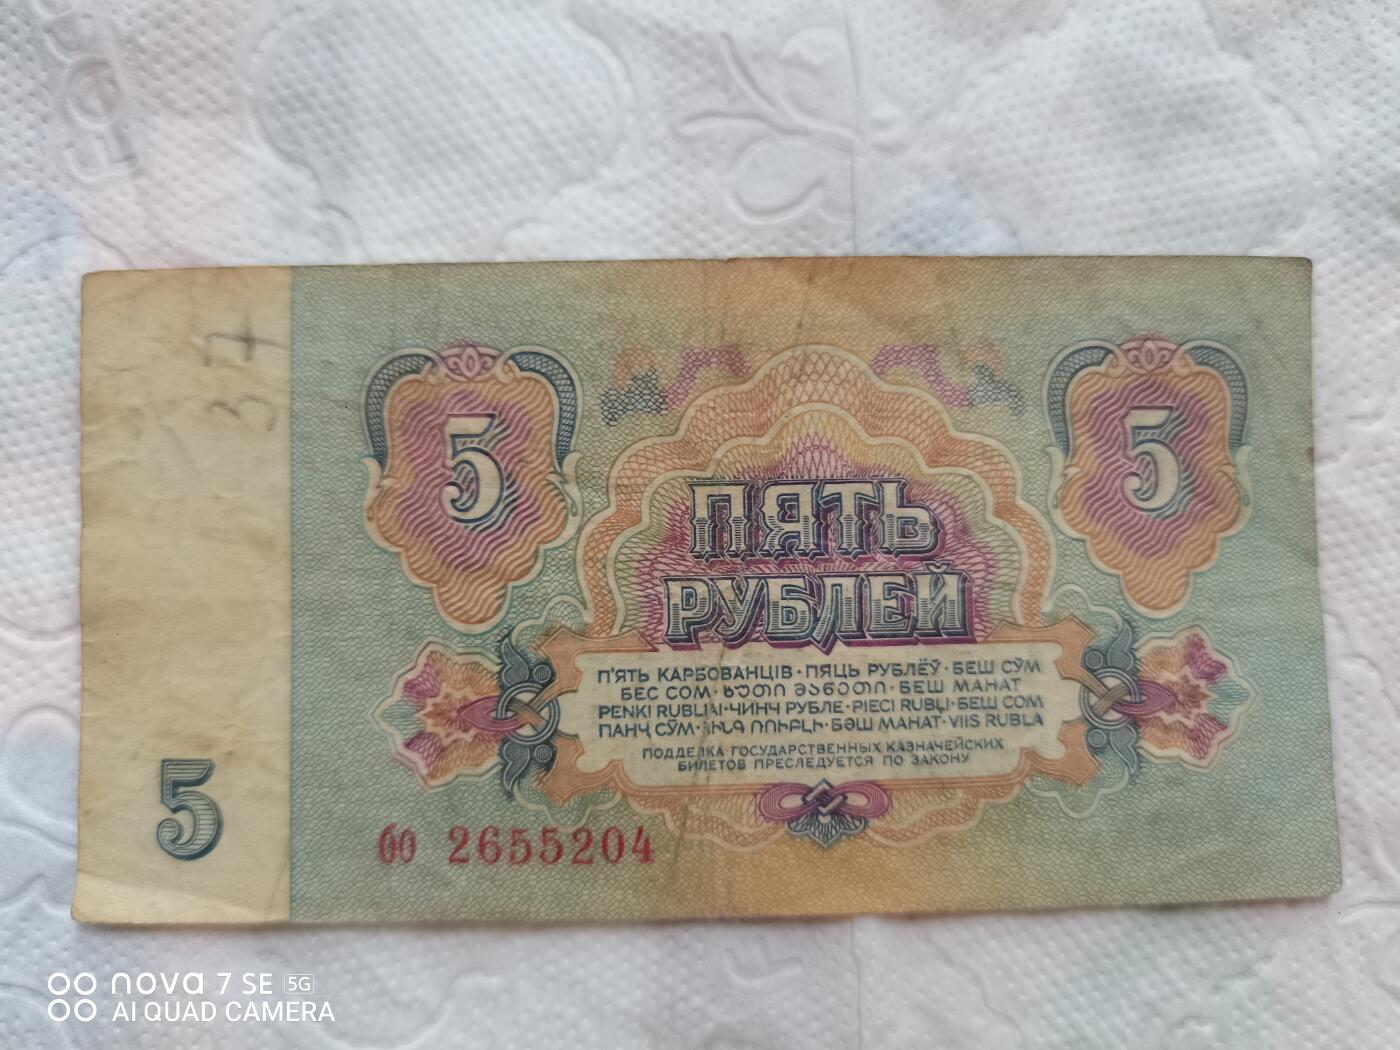 37
5
5
ПЯТЬ
РУБЛЕЙ
П'ЯТЬ КАРБОВАНЦІВ · ПЯЦЬ РУБЛЁЎ · БЕШ СЎМ
БЕС СОМ · ᲮᲣᲗᲘ ᲛᲐᲜᲔᲗᲘ · БЕШ МАНАТ
PENKI RUBLIAI · ЧИНЧ РУБЛЕ · PIECI RUBĻI · БЕШ СОМ
ПАНҶ СӮМ · ՀԻՆԳ ՌՈՒԲԼԻ · БӘШ МАНАТ · VIIS RUBLA
ПОДДЕЛКА ГОСУДАРСТВЕННЫХ КАЗНАЧЕЙСКИХ
БИЛЕТОВ ПРЕСЛЕДУЕТСЯ ПО ЗАКОНУ
5
бо 2655204
nova 7 SE 5G
AI QUAD CAMERA